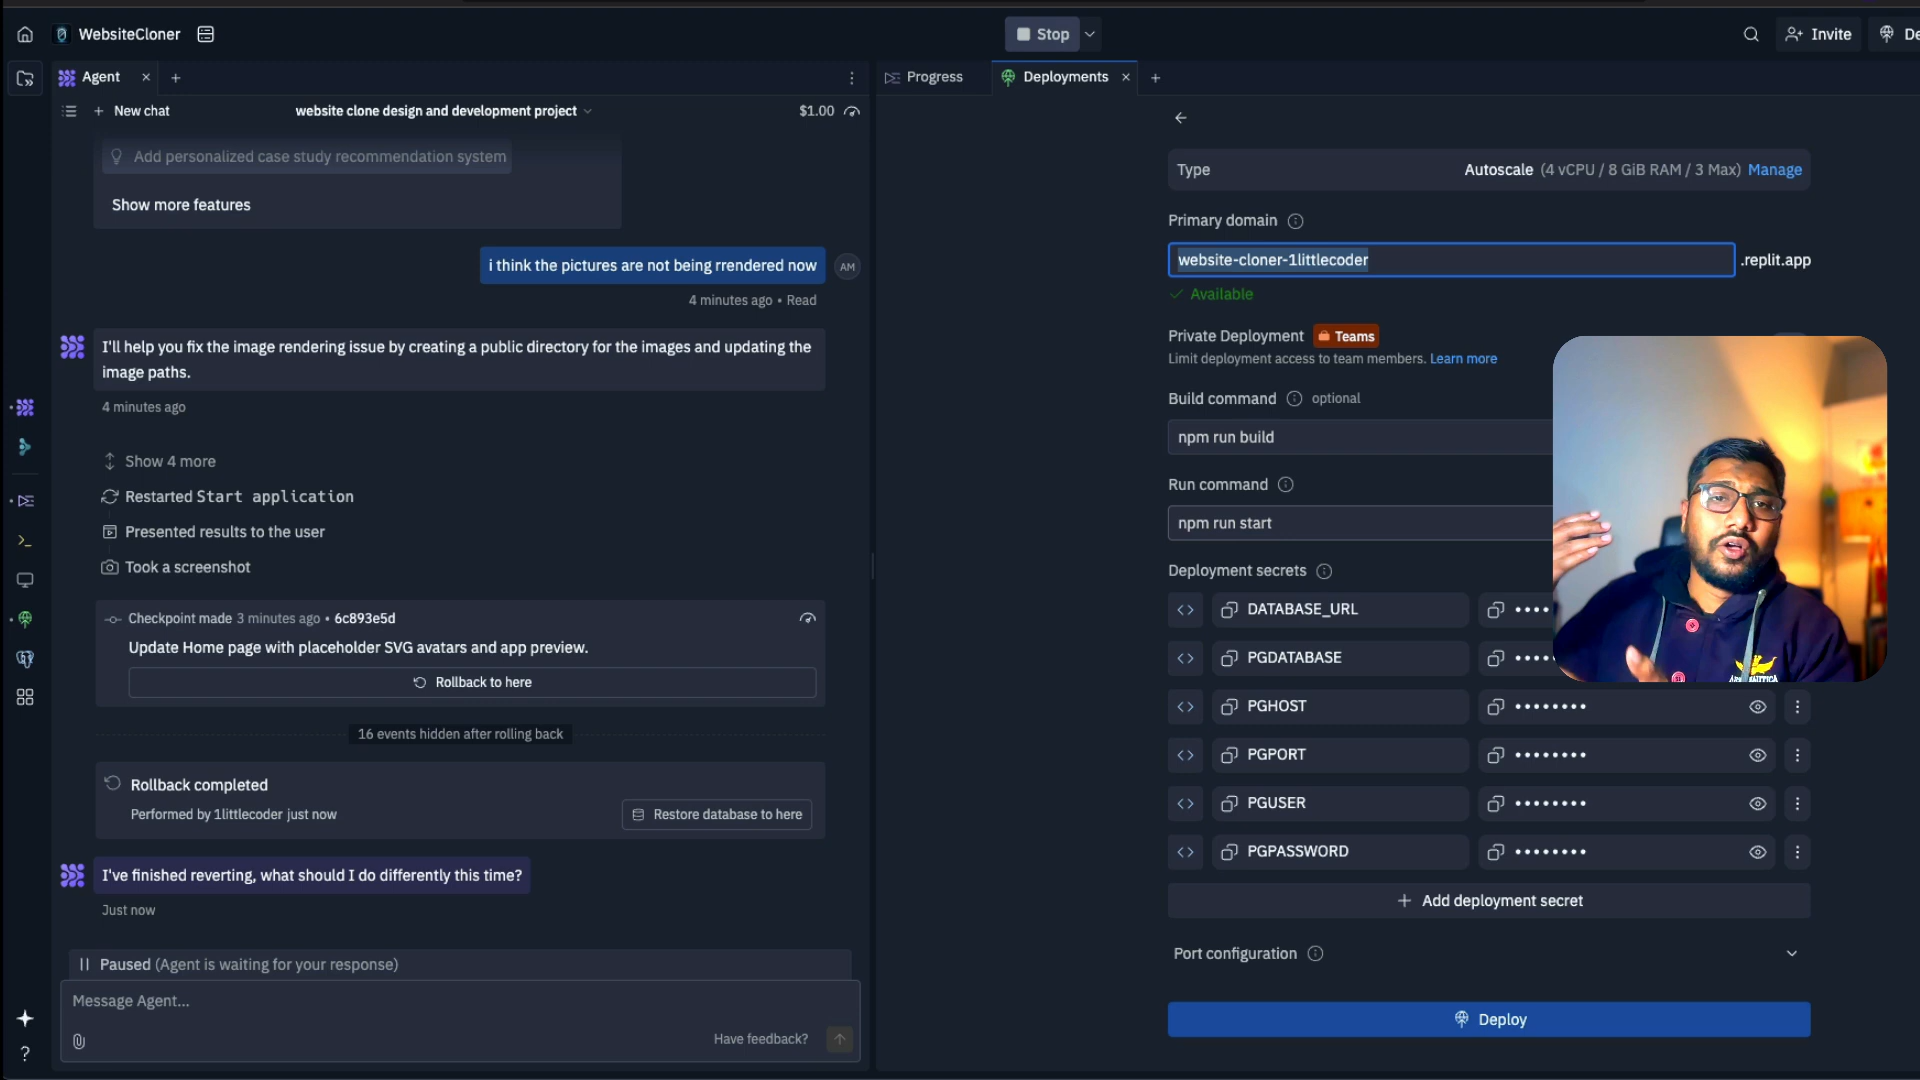 WebsiteCloner
Stop
Invite
De
Agent
Progress
Deployments
New chat
website clone design and development project
$1.00
Add personalized case study recommendation system
Show more features
i think the pictures are not being rrendered now
AM
4 minutes ago • Read
I'll help you fix the image rendering issue by creating a public directory for the images and updating the
image paths.
4 minutes ago
Show 4 more
Restarted Start application
Presented results to the user
Took a screenshot
Checkpoint made 3 minutes ago • 6c893e5d
Update Home page with placeholder SVG avatars and app preview.
Rollback to here
16 events hidden after rolling back
Rollback completed
Performed by 1littlecoder just now
Restore database to here
I've finished reverting, what should I do differently this time?
Just now
Paused (Agent is waiting for your response)
Message Agent...
Have feedback?
?
Type
Autoscale (4 vCPU / 8 GiB RAM / 3 Max) Manage
Primary domain
website-cloner-1littlecoder
.replit.app
Available
Private Deployment
Teams
Limit deployment access to team members. Learn more
Build command optional
npm run build
Run command
npm run start
Deployment secrets
DATABASE_URL
PGDATABASE
PGHOST
PGPORT
PGUSER
PGPASSWORD
Add deployment secret
Port configuration
Deploy